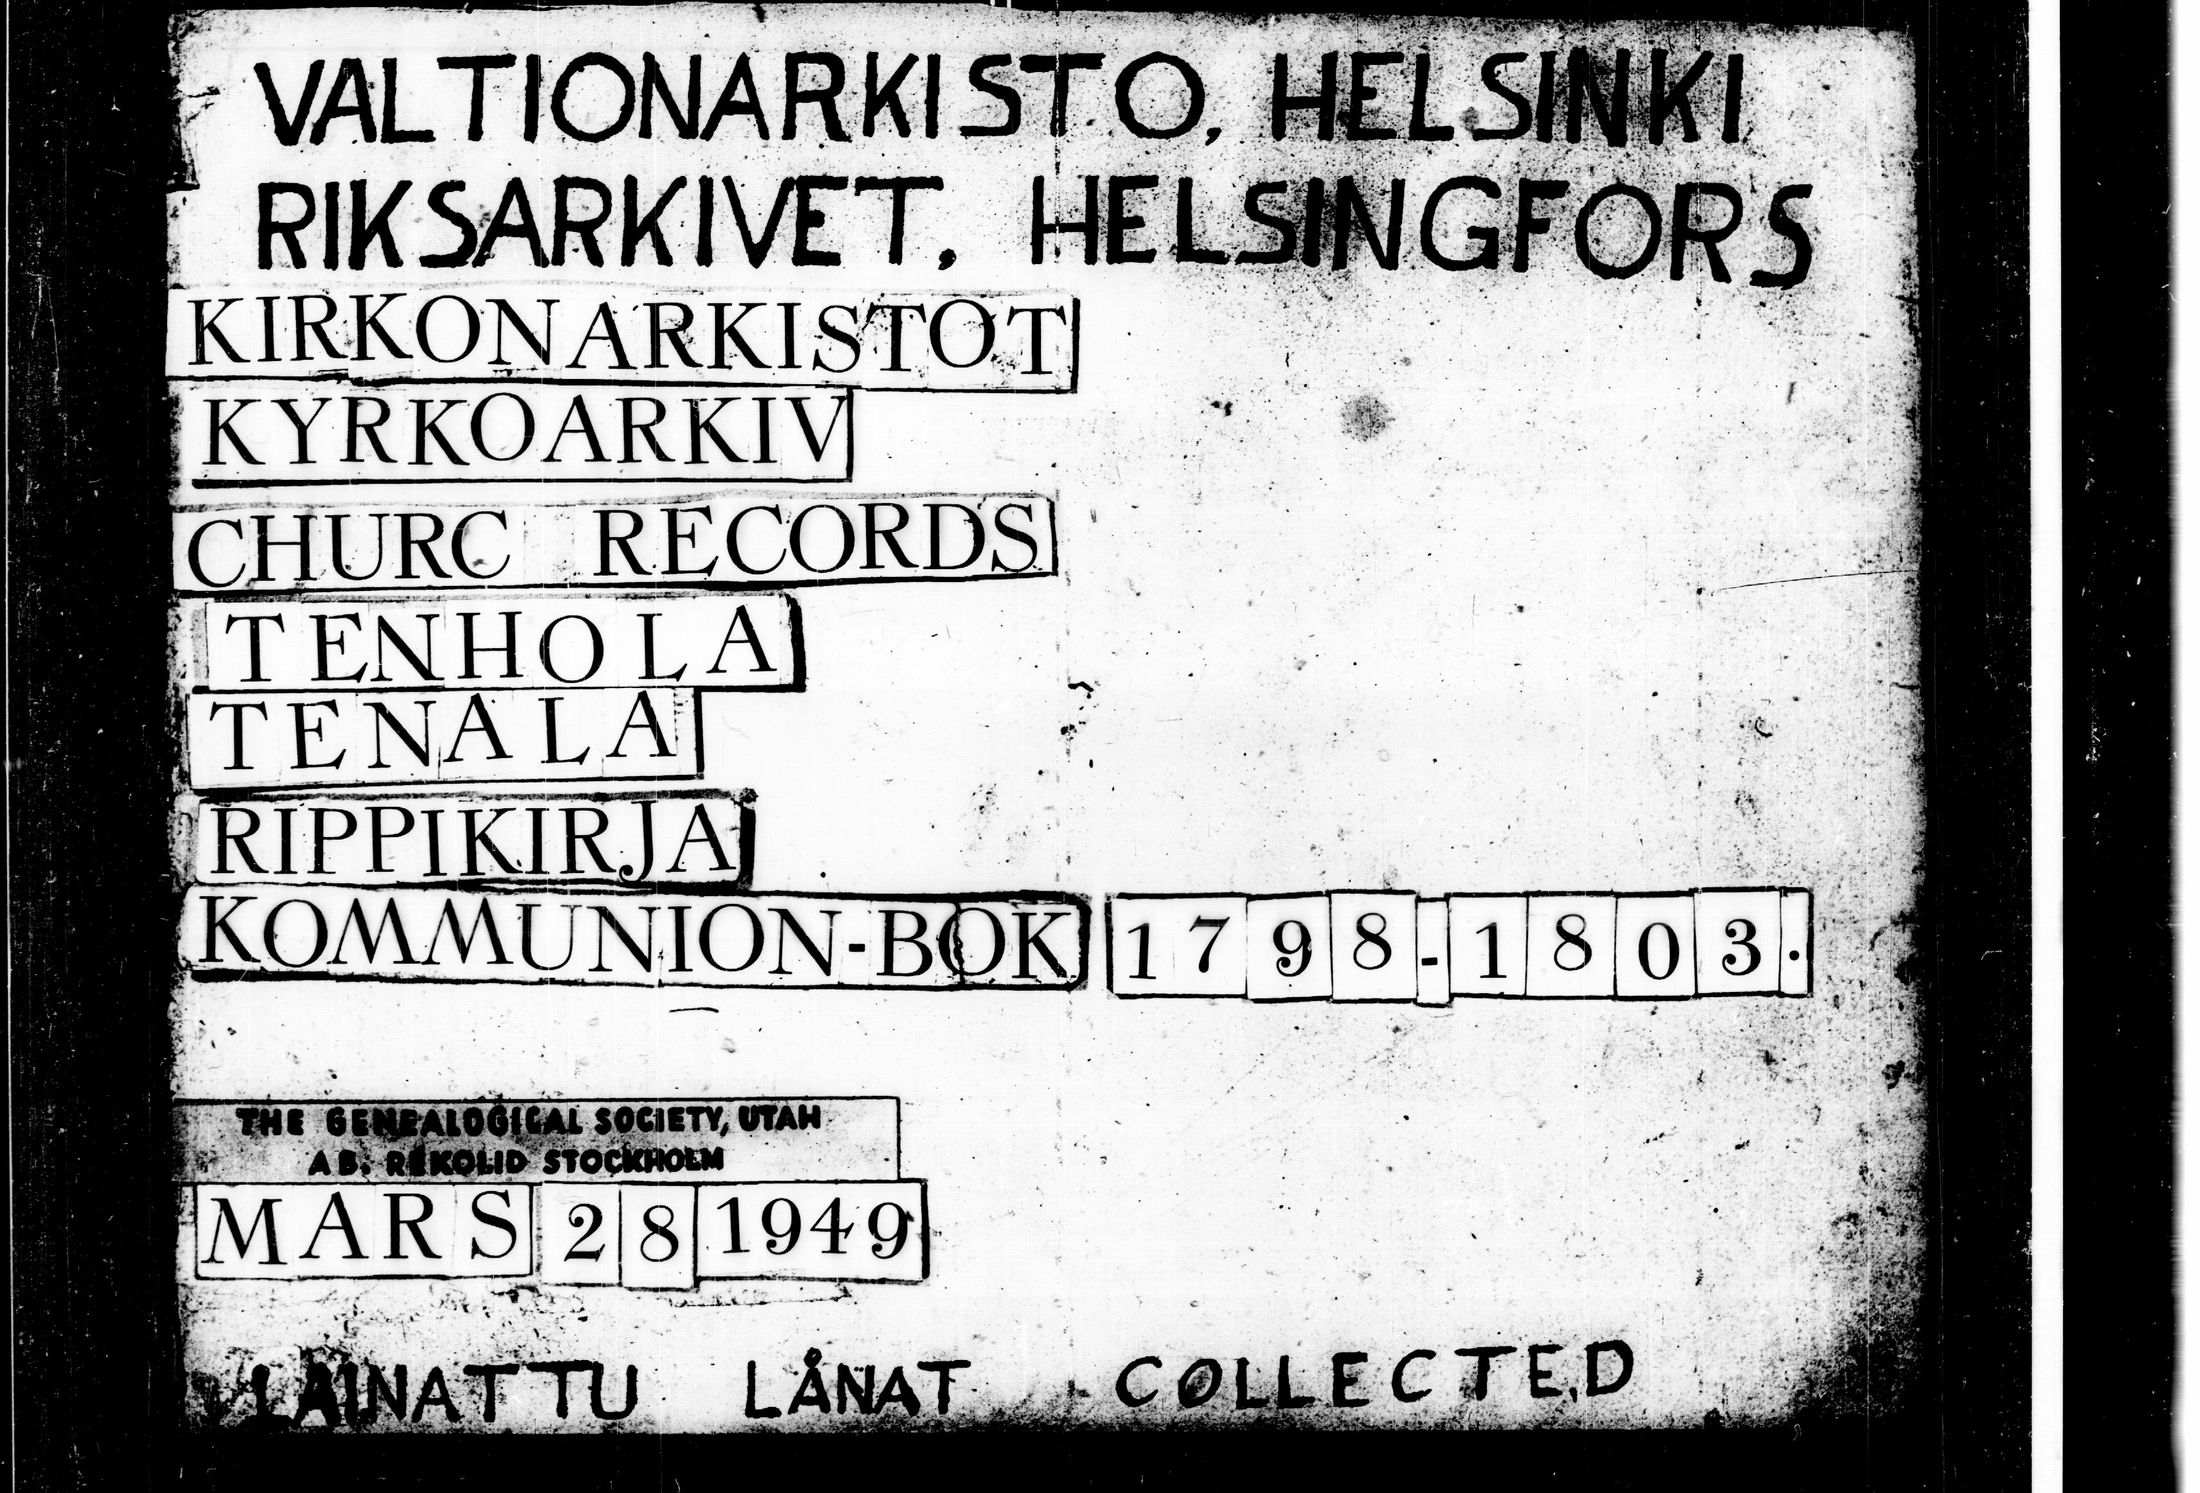 VALTIONARKISTO, HELSINKI
RIKSARKIVET, HELSINGFORS
KIRKONARKISTOT
KYRKOARKIV
CHURC RECORDS
TENHOLA
TENALA
RIPPIKIRJA
KOMMUNION-BOK 1798-1803.
THE GENEALOGICAL SOCIETY, UTAH
AB. REKOLID STOCKHOLM
MARS 28 1949
LAINATTU LÅNAT COLLECTED